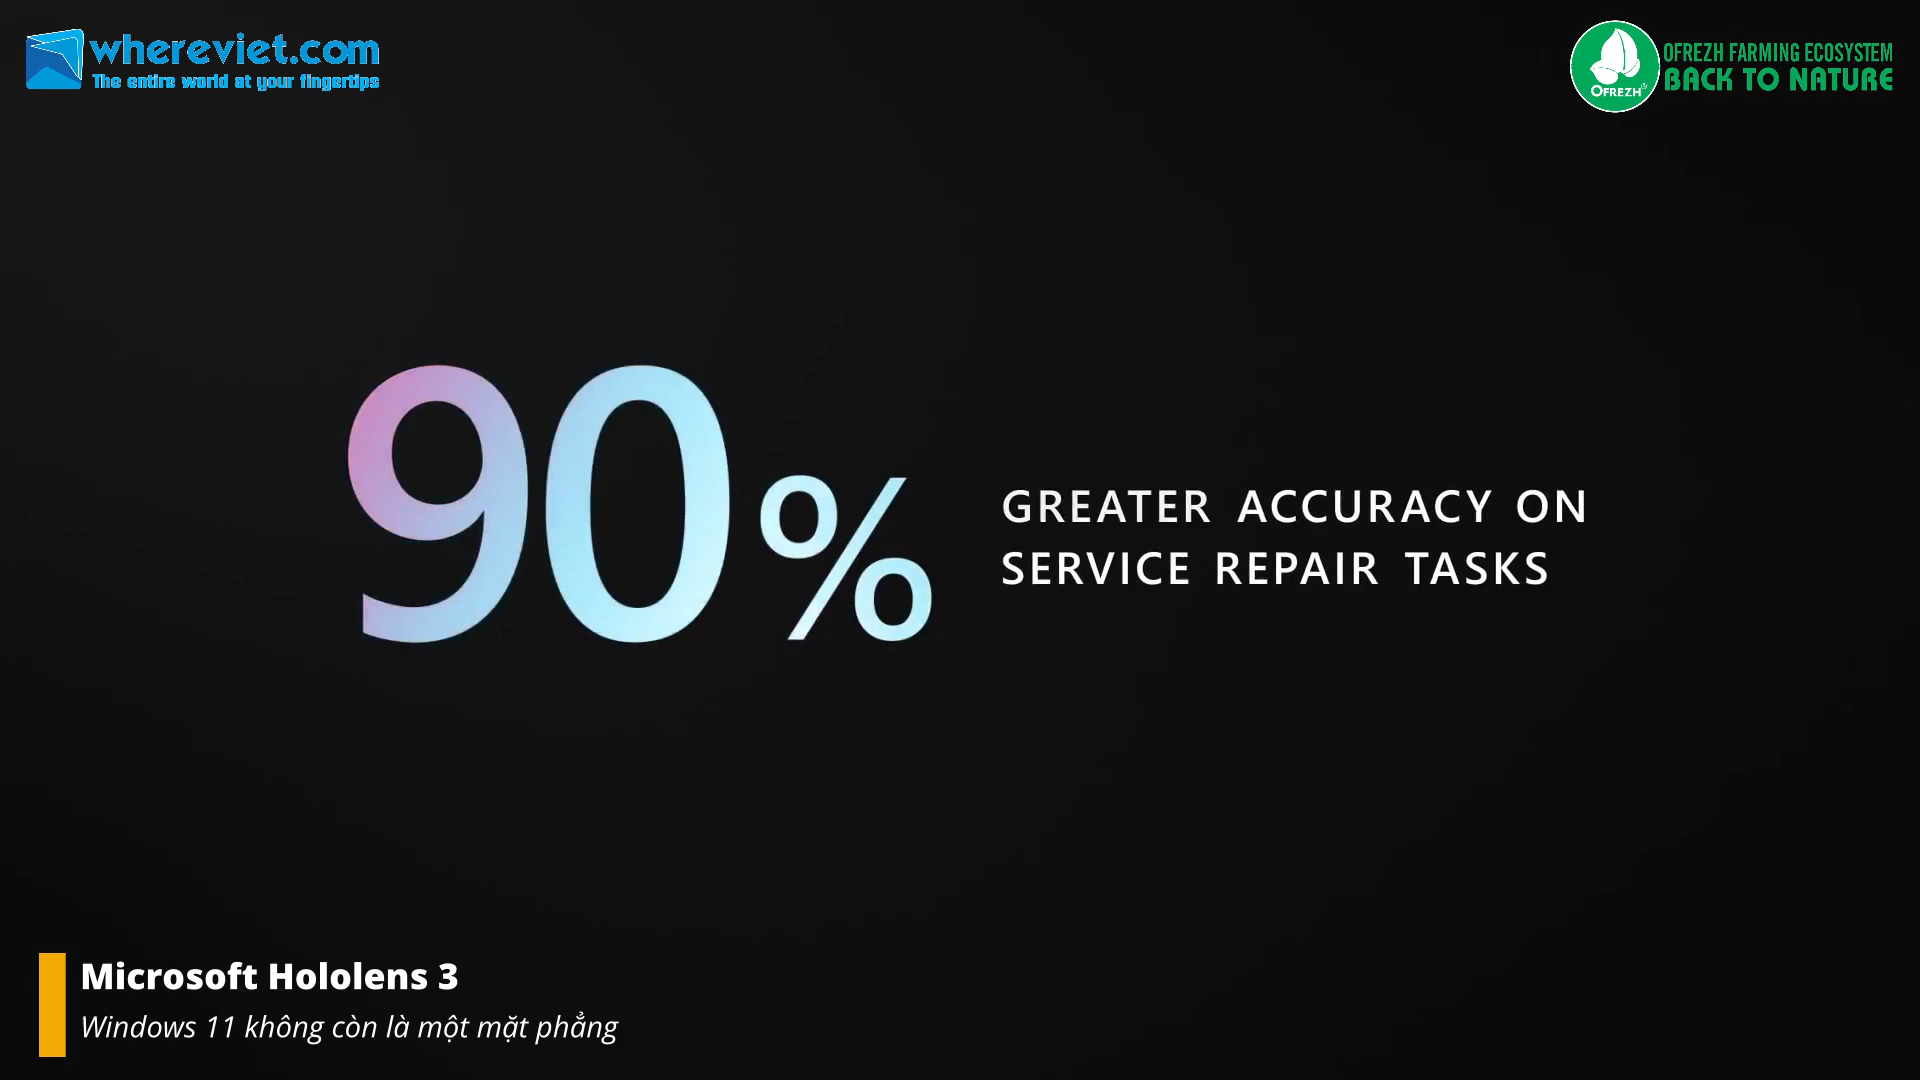 whereviet.com
The entire world at your fingertips
OFREZH FARMING ECOSYSTEM
BACK TO NATURE
OFREZH®
90%
GREATER ACCURACY ON
SERVICE REPAIR TASKS
Microsoft Hololens 3
Windows 11 không còn là một mặt phẳng